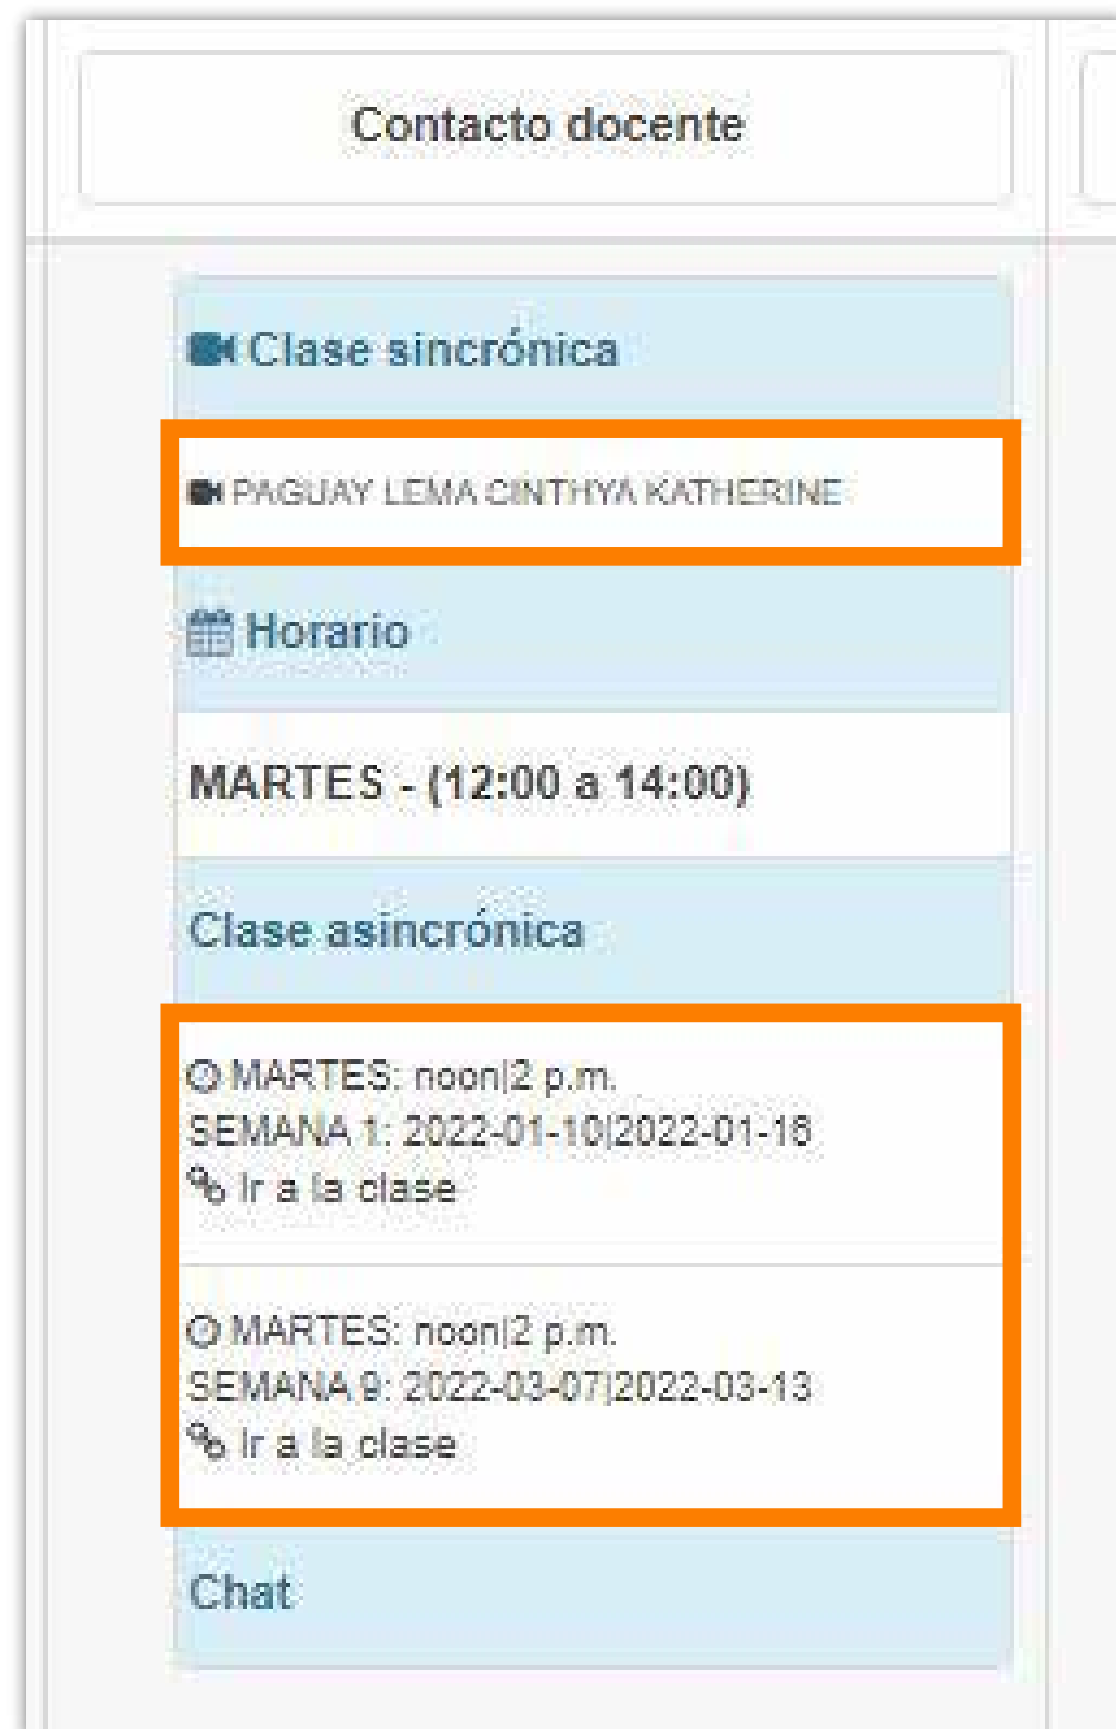 Contacto docente
Clase sincrónica
PAGUAY LEMA CINTHYA KATHERINE
Horario
MARTES - (12:00 a 14:00)
Clase asincrónica
MARTES: noon|2 p.m.
SEMANA 1: 2022-01-10|2022-01-16
Ir a la clase
MARTES: noon|2 p.m.
SEMANA 9: 2022-03-07|2022-03-13
Ir a la clase
Chat